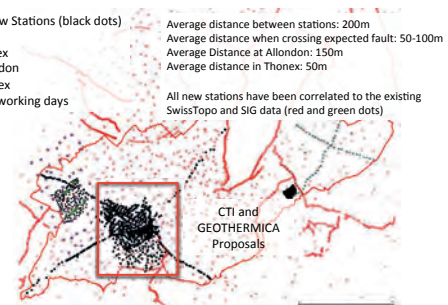 w Stations (black dots)
ex
don
ex
working days
Average distance between stations: 200m
Average distance when crossing expected fault: 50-100m
Average Distance at Allondon: 150m
Average distance in Thonex: 50m
All new stations have been correlated to the existing
SwissTopo and SIG data (red and green dots)
CTI and
GEOTHERMICA
Proposals